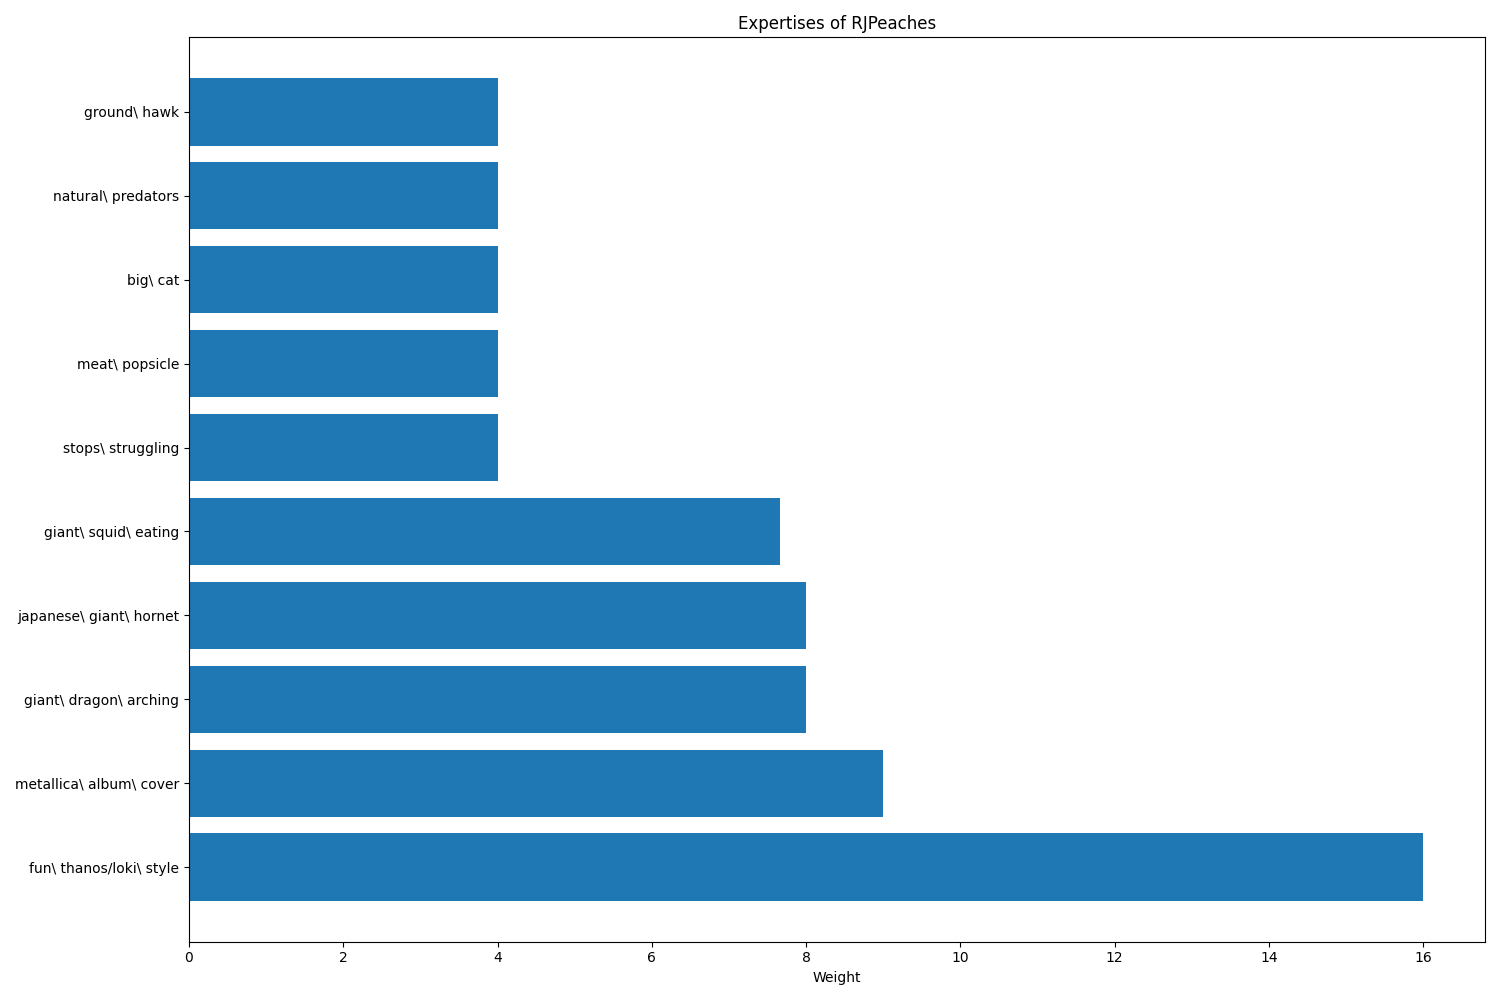 Expertises of RJPeaches
ground\ hawk
natural\ predators
big\ cat
meat\ popsicle
stops\ struggling
giant\ squid\ eating
japanese\ giant\ hornet
giant\ dragon\ arching
metallica\ album\ cover
fun\ thanos/loki\ style
0 2 4 6 8 10 12 14 16
Weight